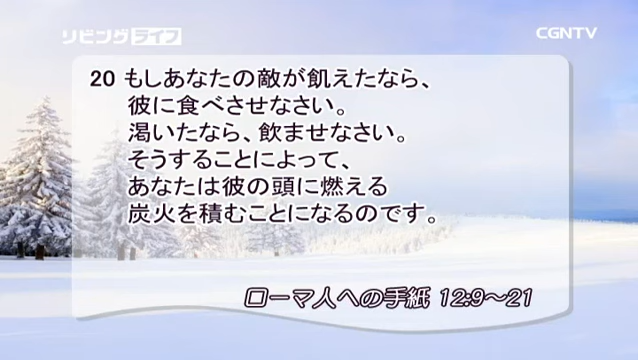 リビングライフ
CGNTV
20 もしあなたの敵が飢えたなら、
彼に食べさせなさい。
渇いたなら、飲ませなさい。
そうすることによって、
あなたは彼の頭に燃える
炭火を積むことになるのです。
ローマ人への手紙 12:9～21